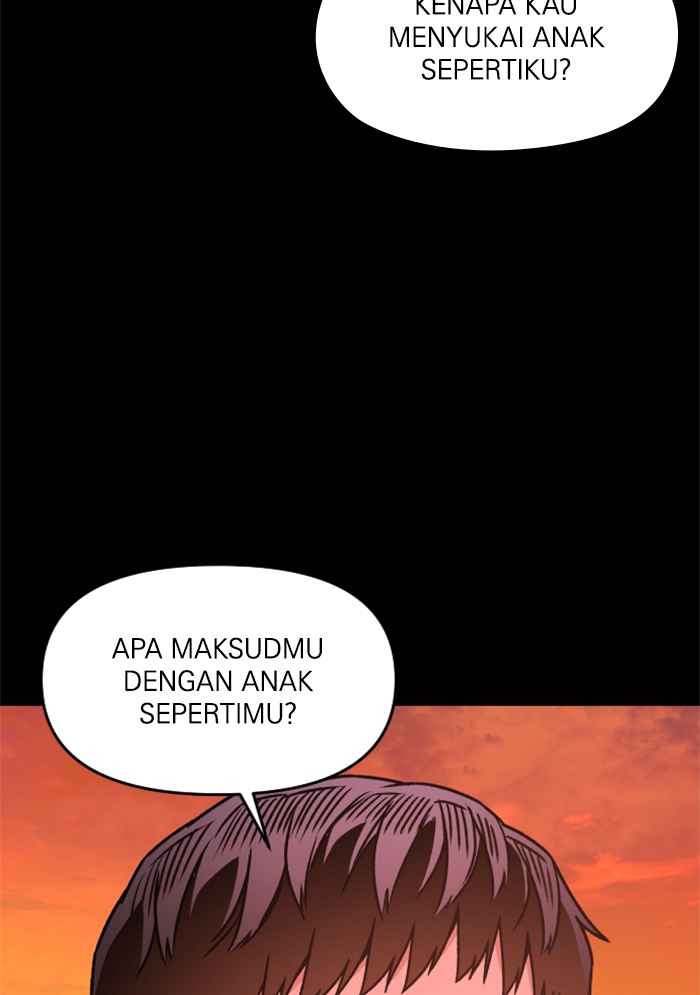 KENAPA KAU
MENYUKAI ANAK
SEPERTIKU?
APA MAKSUDMU
DENGAN ANAK
SEPERTIMU?